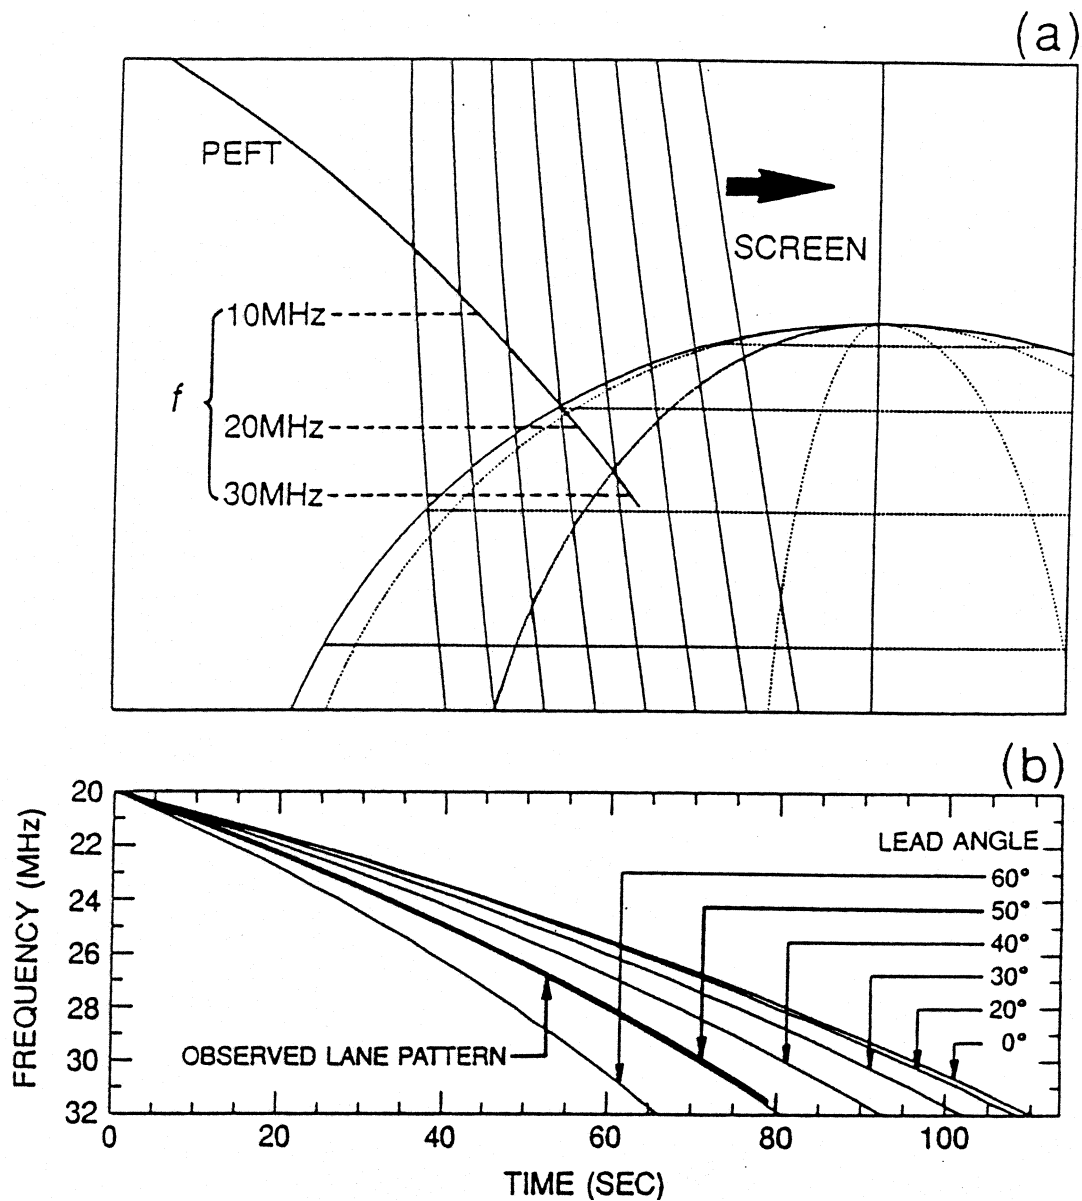 (a)
PEFT
SCREEN
10MHz
f
20MHz
30MHz
(b)
20
22
24
26
28
30
32
FREQUENCY (MHz)
LEAD ANGLE
60°
50°
40°
30°
20°
0°
OBSERVED LANE PATTERN
0
20
40
60
80
100
TIME (SEC)